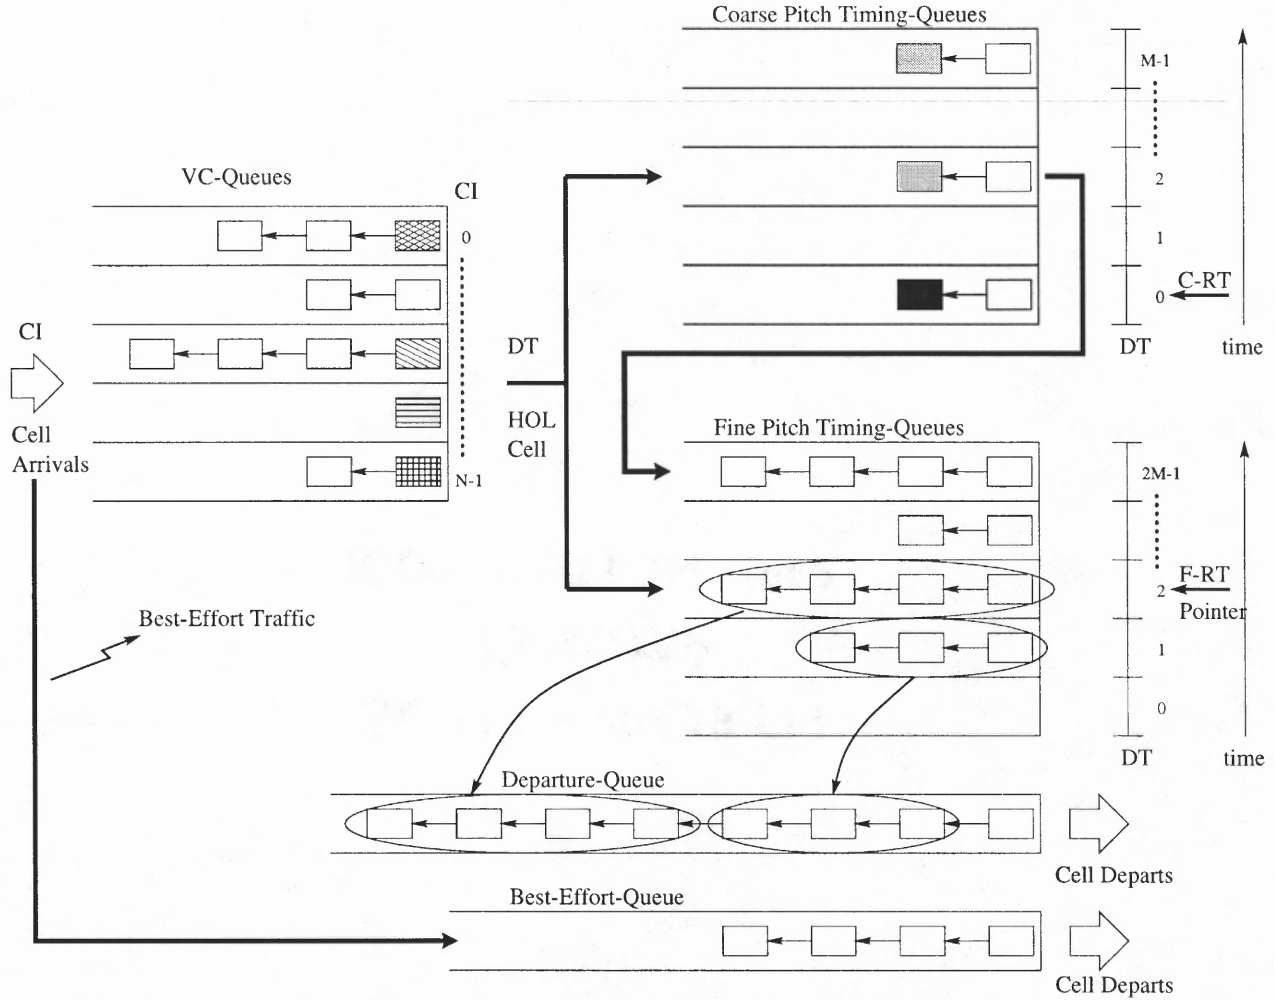 Coarse Pitch Timing-Queues
M-1
2
1
0
C-RT
DT
time
VC-Queues
CI
0
N-1
CI
Cell
Arrivals
DT
HOL
Cell
Fine Pitch Timing-Queues
2M-1
2
F-RT
Pointer
1
0
DT
time
Best-Effort Traffic
Departure-Queue
Cell Departs
Best-Effort-Queue
Cell Departs